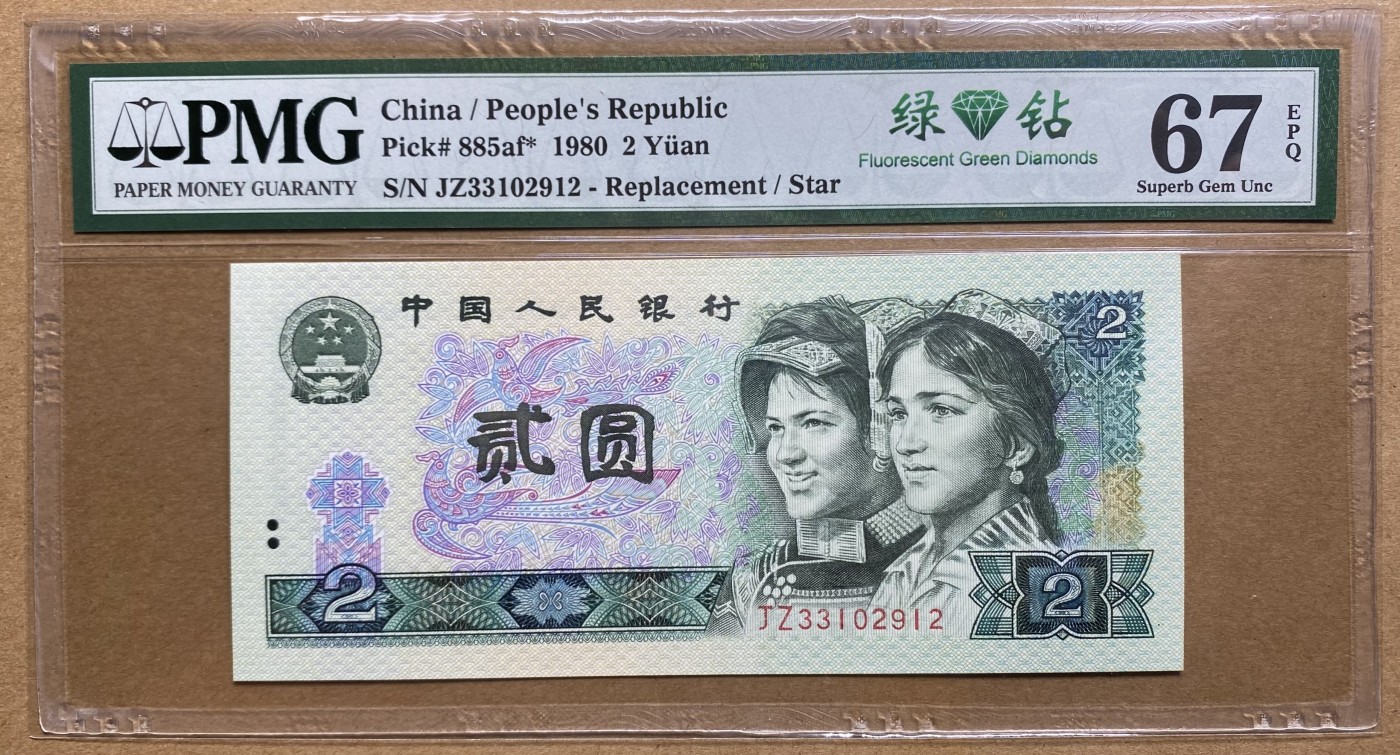 PMG
PAPER MONEY GUARANTY
China / People's Republic
Pick# 885af* 1980 2 Yüan
S/N JZ33102912 - Replacement / Star
绿 钻
Fluorescent Green Diamonds
67
EPQ
Superb Gem Unc
中国人民银行
2
贰圆
2
JZ33102912
2